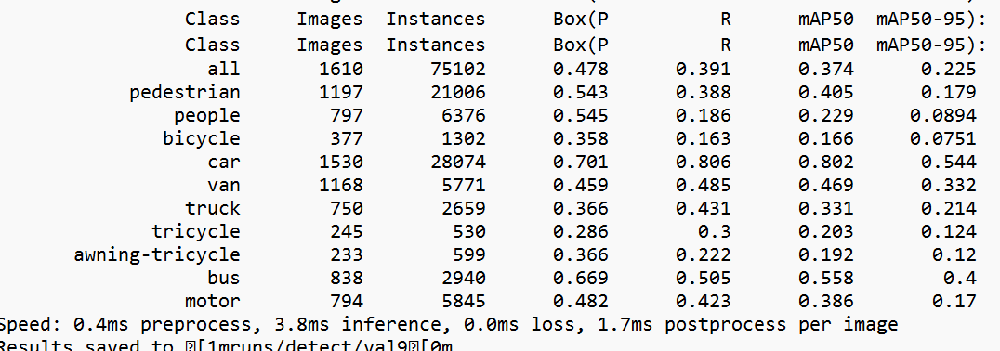 Class Images Instances Box(P R mAP50 mAP50-95):
Class Images Instances Box(P R mAP50 mAP50-95):
all 1610 75102 0.478 0.391 0.374 0.225
pedestrian 1197 21006 0.543 0.388 0.405 0.179
people 797 6376 0.545 0.186 0.229 0.0894
bicycle 377 1302 0.358 0.163 0.166 0.0751
car 1530 28074 0.701 0.806 0.802 0.544
van 1168 5771 0.459 0.485 0.469 0.332
truck 750 2659 0.366 0.431 0.331 0.214
tricycle 245 530 0.286 0.3 0.203 0.124
awning-tricycle 233 599 0.366 0.222 0.192 0.12
bus 838 2940 0.669 0.505 0.558 0.4
motor 794 5845 0.482 0.423 0.386 0.17
Speed: 0.4ms preprocess, 3.8ms inference, 0.0ms loss, 1.7ms postprocess per image
Results saved to [1mruns/detect/val9[0m